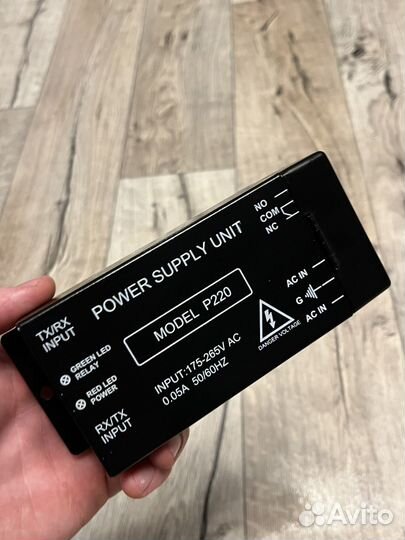 POWER SUPPLY UNIT
MODEL P220
INPUT:175-265V AC
0.05A 50/60HZ
TX/RX
INPUT
GREEN LED
RELAY
RED LED
POWER
RX/TX
INPUT
NO
COM
NC
AC IN
G
AC IN
DANGER VOLTAGE
Avito